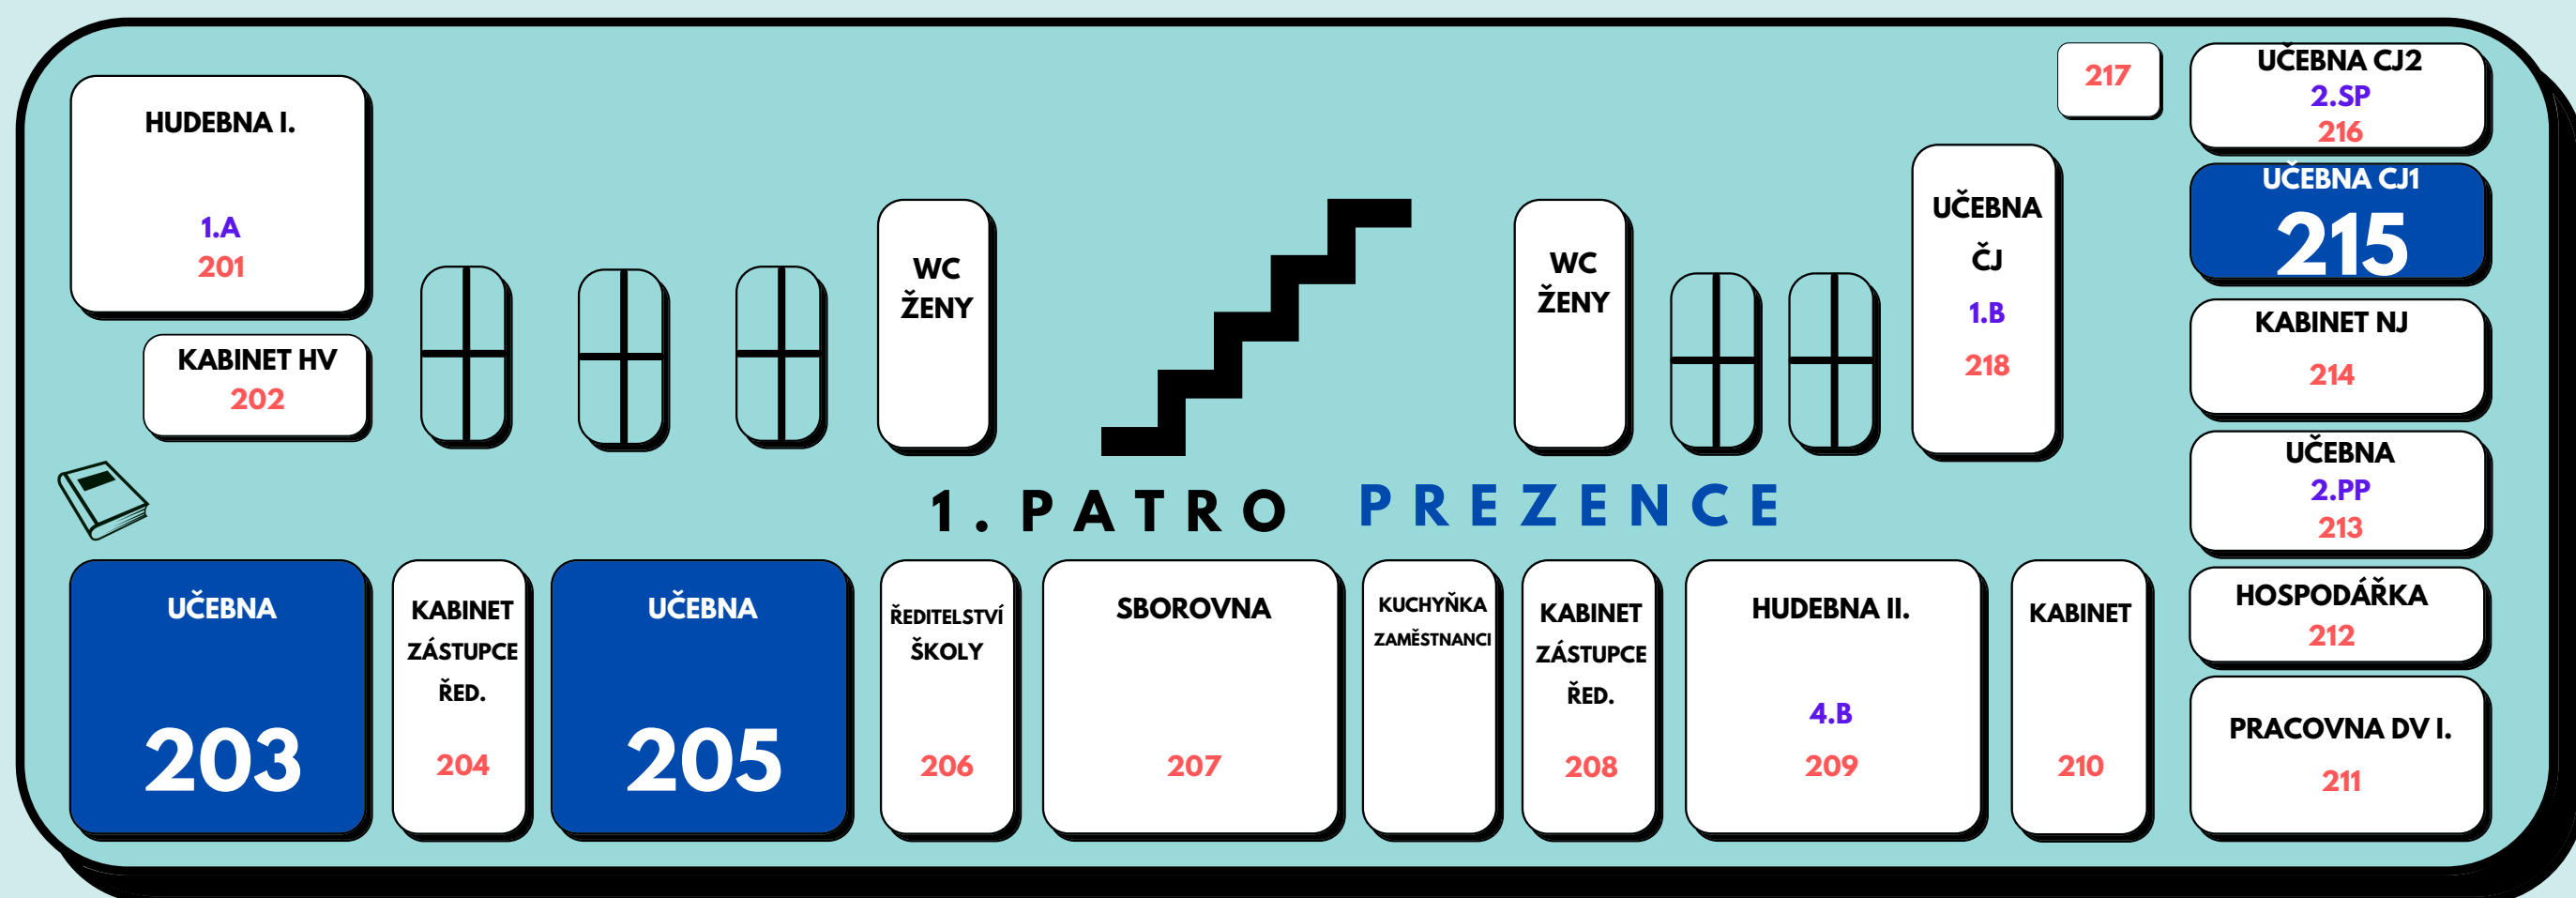 HUDEBNA I.
1.A
201
KABINET HV
202
WC
ŽENY
WC
ŽENY
UČEBNA
ČJ
1.B
218
217
UČEBNA CJ2
2.SP
216
UČEBNA CJ1
215
KABINET NJ
214
UČEBNA
2.PP
213
HOSPODÁŘKA
212
PRACOVNA DV I.
211
1. PATRO PREZENCE
UČEBNA
203
KABINET
ZÁSTUPCE
ŘED.
204
UČEBNA
205
ŘEDITELSTVÍ
ŠKOLY
206
SBOROVNA
207
KUCHYŇKA
ZAMĚSTNANCI
KABINET
ZÁSTUPCE
ŘED.
208
HUDEBNA II.
4.B
209
KABINET
210